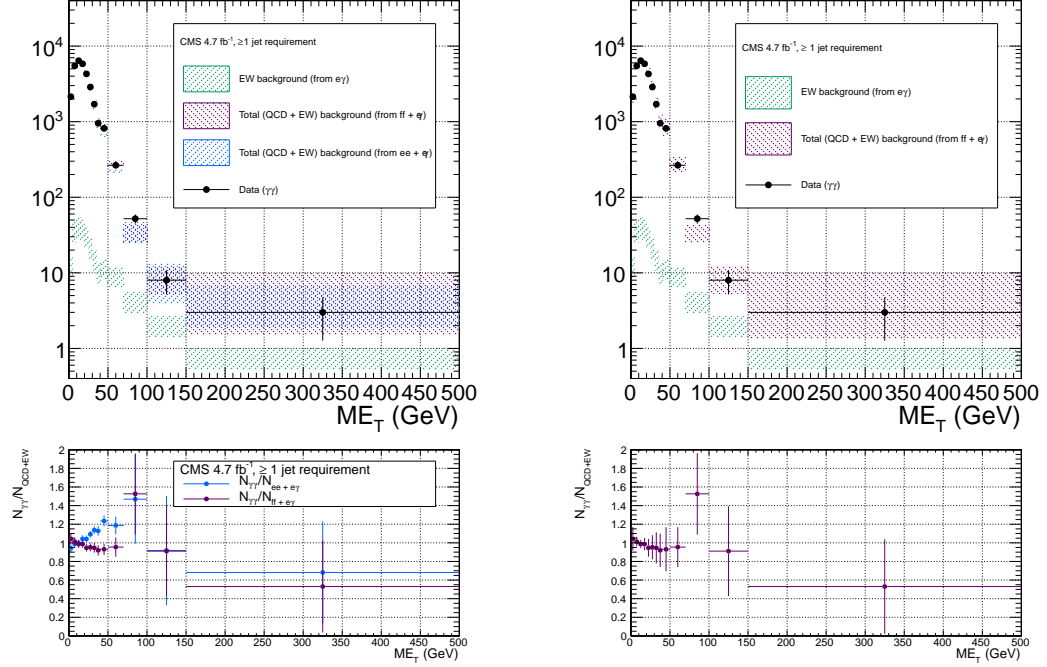 10⁴
10³
10²
10
1
CMS 4.7 fb⁻¹, ≥1 jet requirement
EW background (from eγ)
Total (QCD + EW) background (from ff + eγ)
Total (QCD + EW) background (from ee + eγ)
Data (γγ)
0 50 100 150 200 250 300 350 400 450 500
ME_T (GeV)
10⁴
10³
10²
10
1
CMS 4.7 fb⁻¹, ≥ 1 jet requirement
EW background (from eγ)
Total (QCD + EW) background (from ff + eγ)
Data (γγ)
0 50 100 150 200 250 300 350 400 450 500
ME_T (GeV)
N_γγ/N_QCD+EW
2
1.8
1.6
1.4
1.2
1
0.8
0.6
0.4
0.2
0
CMS 4.7 fb⁻¹, ≥ 1 jet requirement
N_γγ/N_ee + eγ
N_γγ/N_ff + eγ
0 50 100 150 200 250 300 350 400 450 500
ME_T (GeV)
N_γγ/N_QCD+EW
2
1.8
1.6
1.4
1.2
1
0.8
0.6
0.4
0.2
0
0 50 100 150 200 250 300 350 400 450 500
ME_T (GeV)